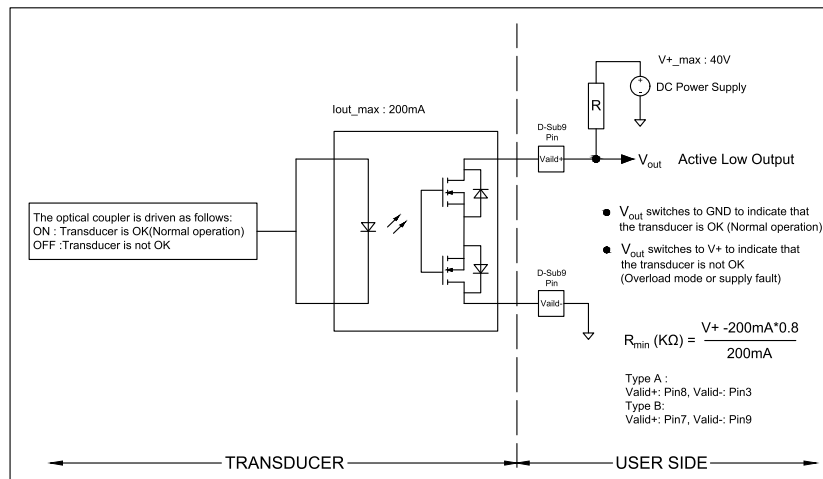 V+_max : 40V
DC Power Supply
+
-
R
Iout_max : 200mA
D-Sub9
Pin
Vaild+
Vout
Active Low Output
The optical coupler is driven as follows:
ON : Transducer is OK(Normal operation)
OFF :Transducer is not OK
● Vout switches to GND to indicate that
the transducer is OK (Normal operation)
● Vout switches to V+ to indicate that
the transducer is not OK
(Overload mode or supply fault)
D-Sub9
Pin
Vaild-
Rmin (KΩ) = V+ -200mA*0.8
200mA
Type A :
Valid+: Pin8, Valid-: Pin3
Type B:
Valid+: Pin7, Valid-: Pin9
TRANSDUCER
USER SIDE